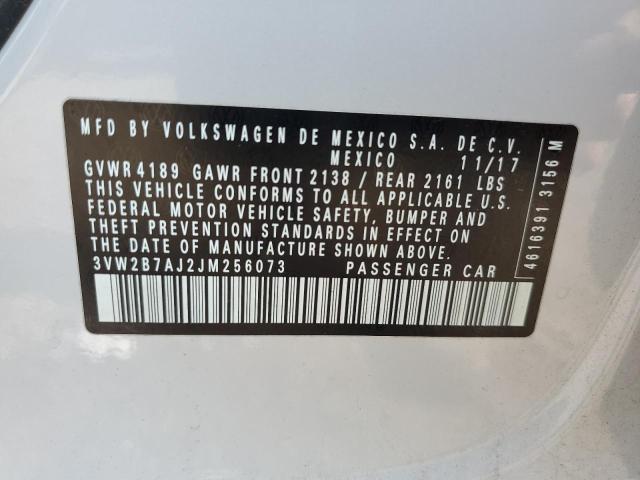 MFD BY VOLKSWAGEN DE MEXICO S.A. DE C.V.
MEXICO 11/17
GVWR 4189 GAWR FRONT 2138 / REAR 2161 LBS
THIS VEHICLE CONFORMS TO ALL APPLICABLE U.S.
FEDERAL MOTOR VEHICLE SAFETY, BUMPER AND
THEFT PREVENTION STANDARDS IN EFFECT ON
THE DATE OF MANUFACTURE SHOWN ABOVE.
3VW2B7AJ2JM256073 PASSENGER CAR
4616391 3156 M